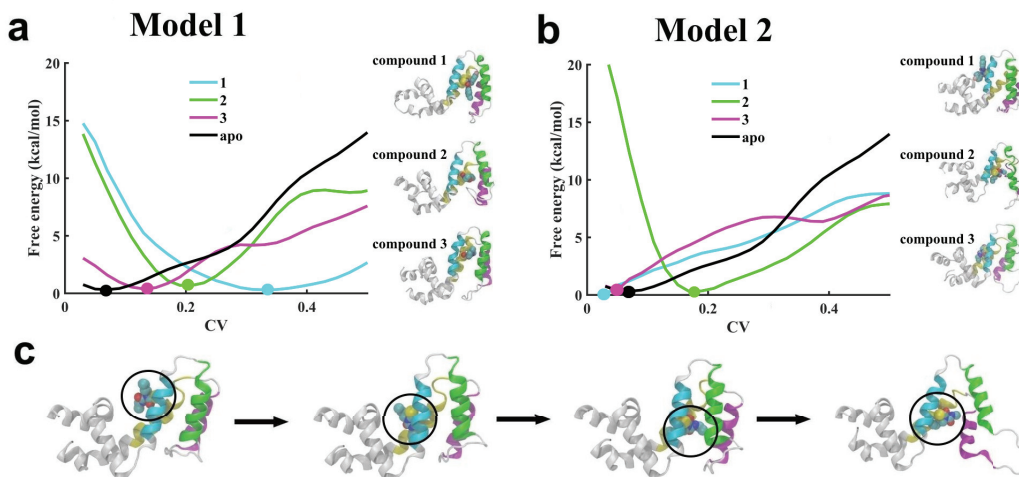 a
Model 1
20
15
10
5
0
0
0.2
0.4
Free energy (kcal/mol)
CV
1
2
3
apo
compound 1
compound 2
compound 3
b
Model 2
20
15
10
5
0
0
0.2
0.4
Free energy (kcal/mol)
CV
1
2
3
apo
compound 1
compound 2
compound 3
c